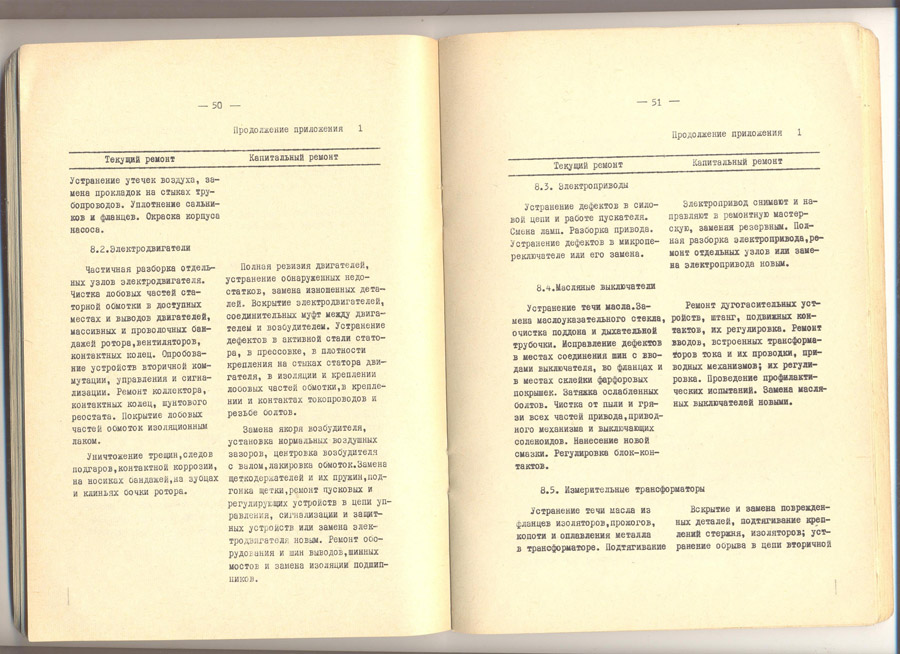 — 50 —
Продолжение приложения 1
Текущий ремонт
Капитальный ремонт
Устранение утечек воздуха, за-
мена прокладок на стыках тру-
бопроводов. Уплотнение сальни-
ков и фланцев. Окраска корпуса
насоса.
8.2.Электродвигатели
Частичная разборка отдель-
ных узлов электродвигателя.
Чистка лобовых частей ста-
торной обмотки в доступных
местах и выводов двигателей,
массивных и проволочных бан-
дажей ротора,вентиляторов,
контактных колец. Опробова-
ние устройств вторичной ком-
мутации, управления и сигна-
лизации. Ремонт коллектора,
контактных колец, шунтового
реостата. Покрытие лобовых
частей обмоток изоляционным
лаком.
Уничтожение трещин,следов
подгаров,контактной коррозии,
на носиках бандажей,на зубцах
и клиньях бочки ротора.
Полная ревизия двигателей,
устранение обнаруженных недо-
статков, замена изношенных дета-
лей. Вскрытие электродвигателей,
соединительных муфт между двига-
телем и возбудителем. Устранение
дефектов в активной стали стато-
ра, в прессовке, в плотности
крепления на стыках статора дви-
гателя, в изоляции и креплении
лобовых частей обмотки,в крепле-
нии и контактах токопроводов и
резьбе болтов.
Замена якоря возбудителя,
установка нормальных воздушных
зазоров, центровка возбудителя
с валом,лакировка обмоток.Замена
щеткодержателей и их пружин,под-
гонка щетки,ремонт пусковых и
регулирующих устройств в цепи уп-
равления, сигнализации и защит-
ных устройств или замена элек-
тродвигателя новым. Ремонт обо-
рудования и шин выводов,шинных
мостов и замена изоляции подшип-
ников.
— 51 —
Продолжение приложения 1
Текущий ремонт
Капитальный ремонт
8.3. Электроприводы
Устранение дефектов в сило-
вой цепи и работе пускателя.
Смена ламп. Разборка привода.
Устранение дефектов в микропе-
реключателе или его замена.
Электропривод снимают и на-
правляют в ремонтную мастер-
скую, заменяя резервным. Пол-
ная разборка электропривода,ре-
монт отдельных узлов или заме-
на электропривода новым.
8.4.Масляные выключатели
Устранение течи масла.За-
мена маслоуказательного стекла,
очистка поддона и дыхательной
трубочки. Исправление дефектов
в местах соединения шин с вво-
дами выключателя, во фланцах и
в местах склейки фарфоровых
покрышек. Затяжка ослабленных
болтов. Чистка от пыли и гря-
зи всех частей привода,привод-
ного механизма и выключающих
соленоидов. Нанесение новой
смазки. Регулировка блок-кон-
тактов.
Ремонт дугогасительных уст-
ройств, штанг, подвижных кон-
тактов, их регулировка. Ремонт
вводов, встроенных трансформа-
торов тока и их проводки, при-
водных механизмов; их регули-
ровка. Проведение профилакти-
ческих испытаний. Замена масля-
ных выключателей новыми.
8.5. Измерительные трансформаторы
Устранение течи масла из
фланцев изоляторов,прожогов,
копоти и оплавления металла
в трансформаторе. Подтягивание
Вскрытие и замена поврежден-
ных деталей, подтягивание креп-
лений стержня, изоляторов; уст-
ранение обрыва в цепи вторичной